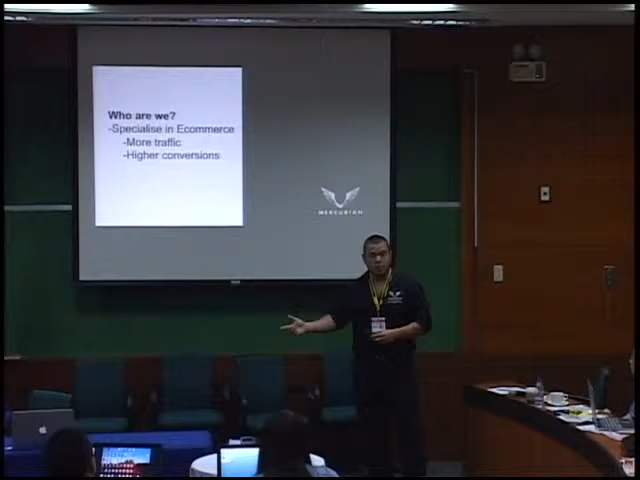 Who are we?
-Specialise in Ecommerce
-More traffic
-Higher conversions
MERCURIAN